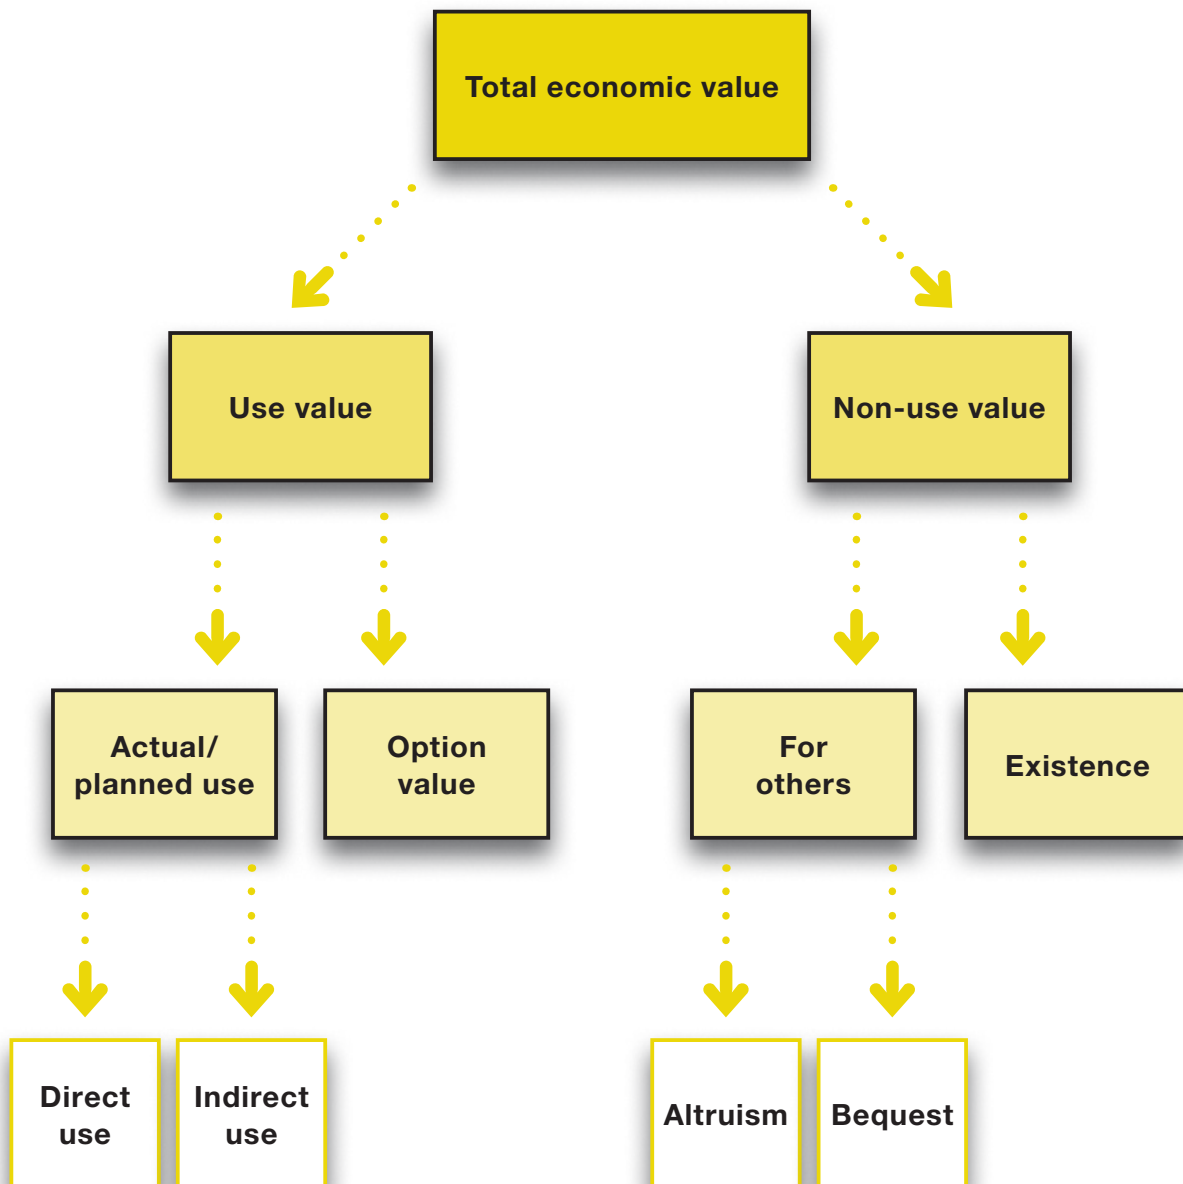 Total economic value
Use value
Non-use value
Actual/
planned use
Option
value
For
others
Existence
Direct
use
Indirect
use
Altruism
Bequest